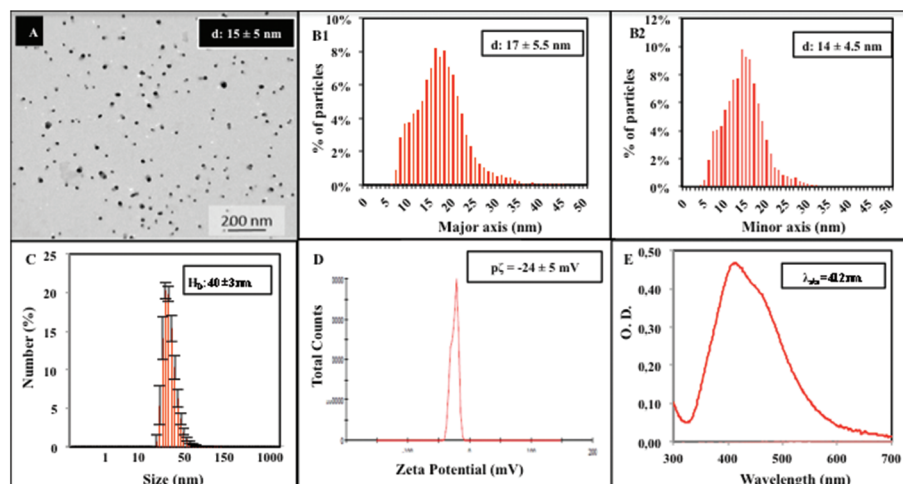 A
d: 15 ± 5 nm
200 nm
B1
d: 17 ± 5.5 nm
10%
8%
6%
4%
2%
0%
% of particles
0 5 10 15 20 25 30 35 40 45 50
Major axis (nm)
B2
d: 14 ± 4.5 nm
12%
10%
8%
6%
4%
2%
0%
% of particles
0 5 10 15 20 25 30 35 40 45 50
Minor axis (nm)
C
25
20
15
10
5
0
Number (%)
1 10 50 1000
Size (nm)
D
pζ = -24 ± 5 mV
Total Counts
0
Zeta Potential (mV)
E
0,50
0,40
0,30
0,20
0,10
0,00
O. D.
300 400 500 600 700
Wavelength (nm)